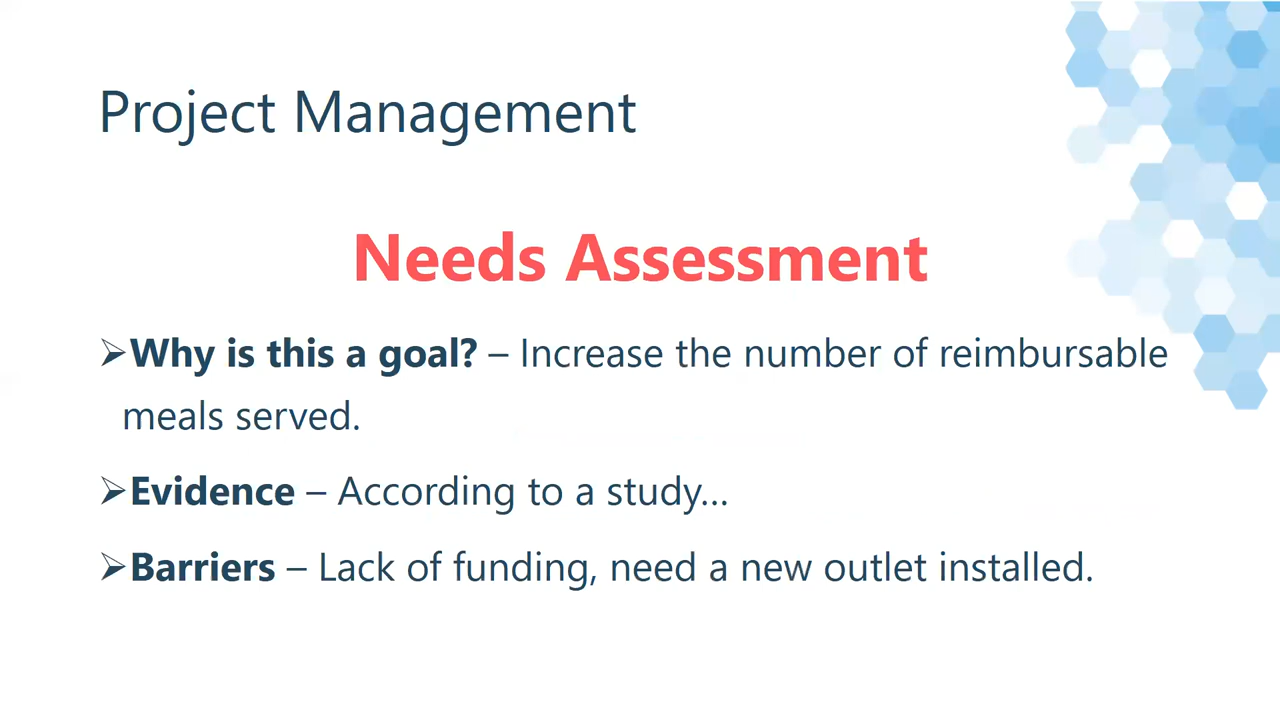 Project Management
Needs Assessment
➢Why is this a goal? – Increase the number of reimbursable
meals served.
➢Evidence – According to a study...
➢Barriers – Lack of funding, need a new outlet installed.